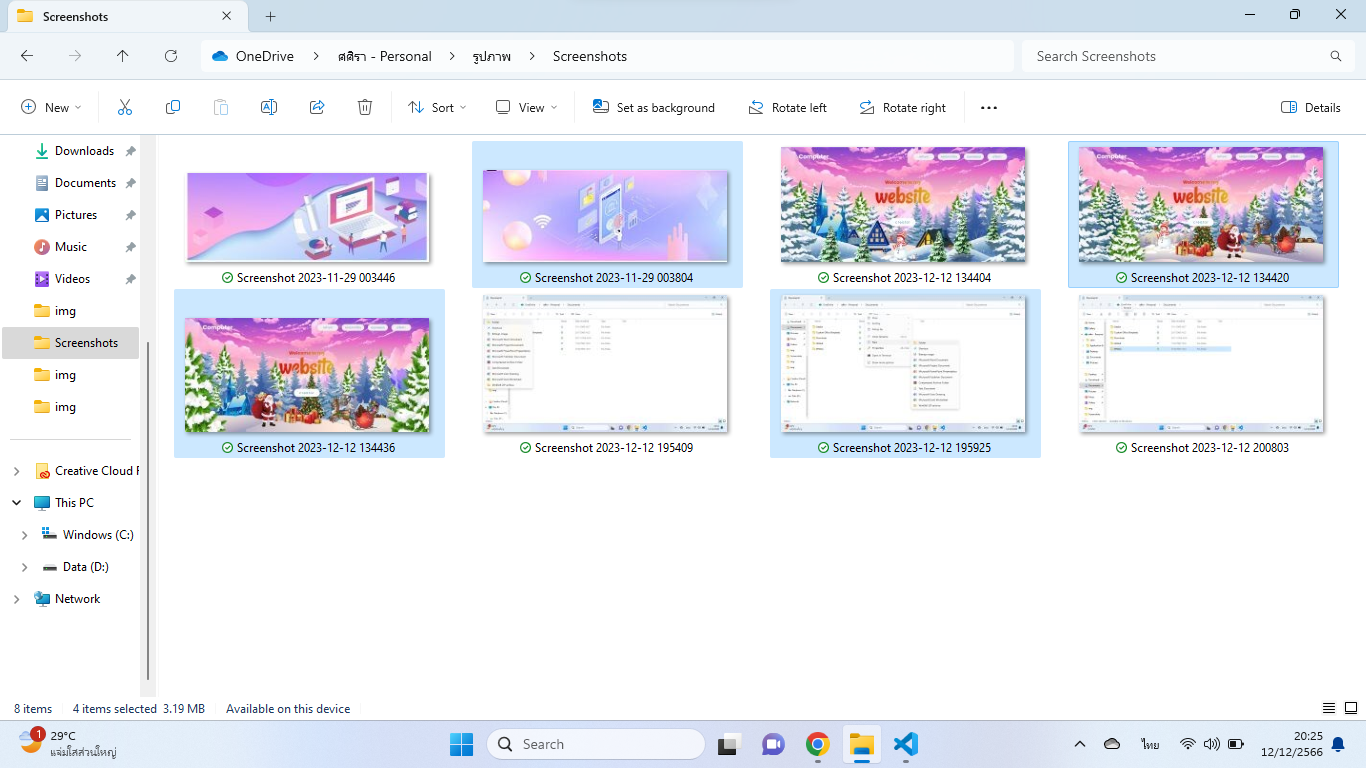 Screenshots
OneDrive > ศศิรา - Personal > รูปภาพ > Screenshots
Search Screenshots
New
Sort
View
Set as background
Rotate left
Rotate right
Details
Downloads
Documents
Pictures
Music
Videos
img
Screenshots
img
img
Creative Cloud F
This PC
Windows (C:)
Data (D:)
Network
Screenshot 2023-11-29 003446
Screenshot 2023-11-29 003804
Computer
website
Screenshot 2023-12-12 134404
Computer
website
Screenshot 2023-12-12 134420
Computer
website
Screenshot 2023-12-12 134436
Screenshot 2023-12-12 195409
Screenshot 2023-12-12 195925
Screenshot 2023-12-12 200803
8 items
4 items selected 3.19 MB
Available on this device
1
29°C
แจ่มใสส่วนใหญ่
Search
ไทย
20:25
12/12/2566